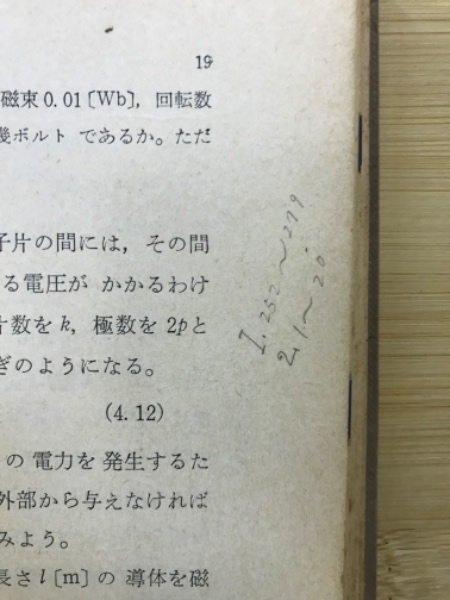 19
磁束0.01〔Wb〕, 回転数
幾ボルト であるか。ただ
子片の間には, その間
る電圧が かかるわけ
片数を k, 極数を 2p と
ぎのようになる。
(4.12)
の 電力を 発生するた
外部から与えなければ
みよう。
長さ l〔m〕の 導体を磁
I. 252〜279
2. 1〜20